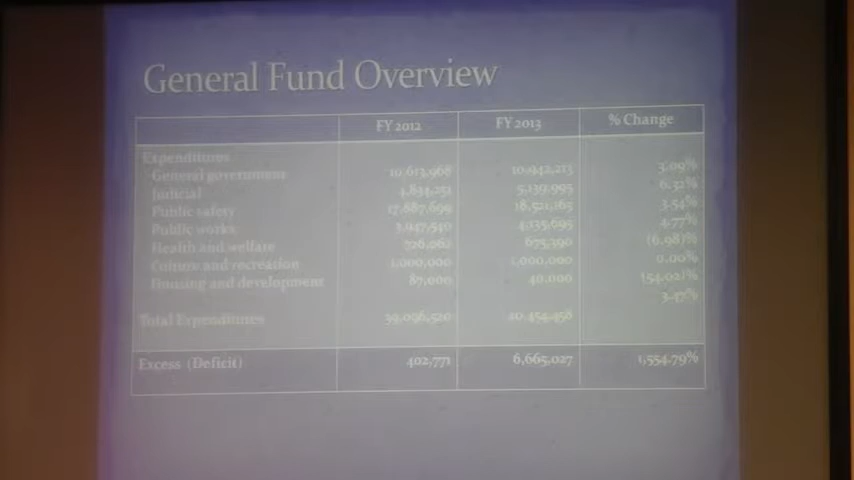 General Fund Overview
FY 2012 FY 2013 % Change
Expenditures
General government 10,613,968 10,942,213 3.09%
Judicial 4,834,251 5,139,995 6.32%
Public safety 17,887,699 18,521,165 3.54%
Public works 3,947,540 4,135,695 4.77%
Health and welfare 726,062 675,390 (6.98)%
Culture and recreation 1,000,000 1,000,000 0.00%
Housing and development 87,000 40,000 (54.02)%
Total Expenditures 39,096,520 40,454,458 3.47%
Excess (Deficit) 402,771 6,665,027 1,554.79%